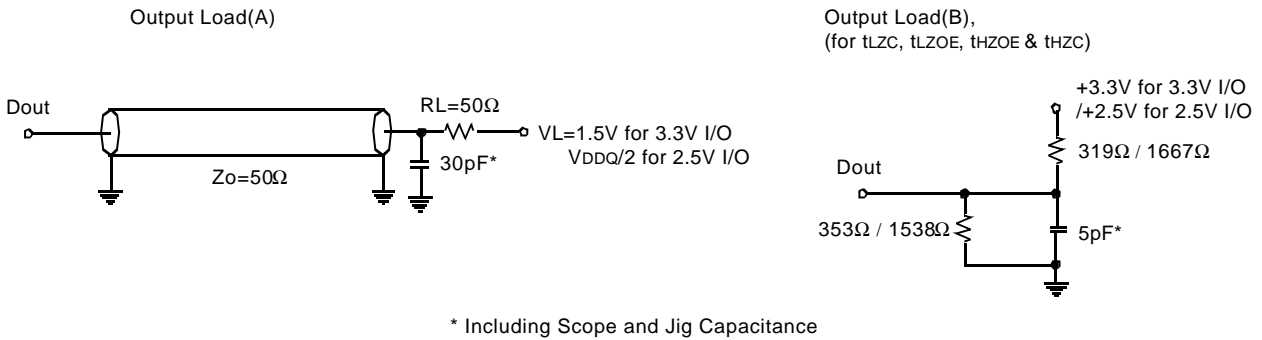 Output Load(A)
Dout
Zo=50Ω
RL=50Ω
30pF*
VL=1.5V for 3.3V I/O
VDDQ/2 for 2.5V I/O
Output Load(B),
(for tLZC, tLZOE, tHZOE & tHZC)
+3.3V for 3.3V I/O
/+2.5V for 2.5V I/O
319Ω / 1667Ω
Dout
353Ω / 1538Ω
5pF*
* Including Scope and Jig Capacitance